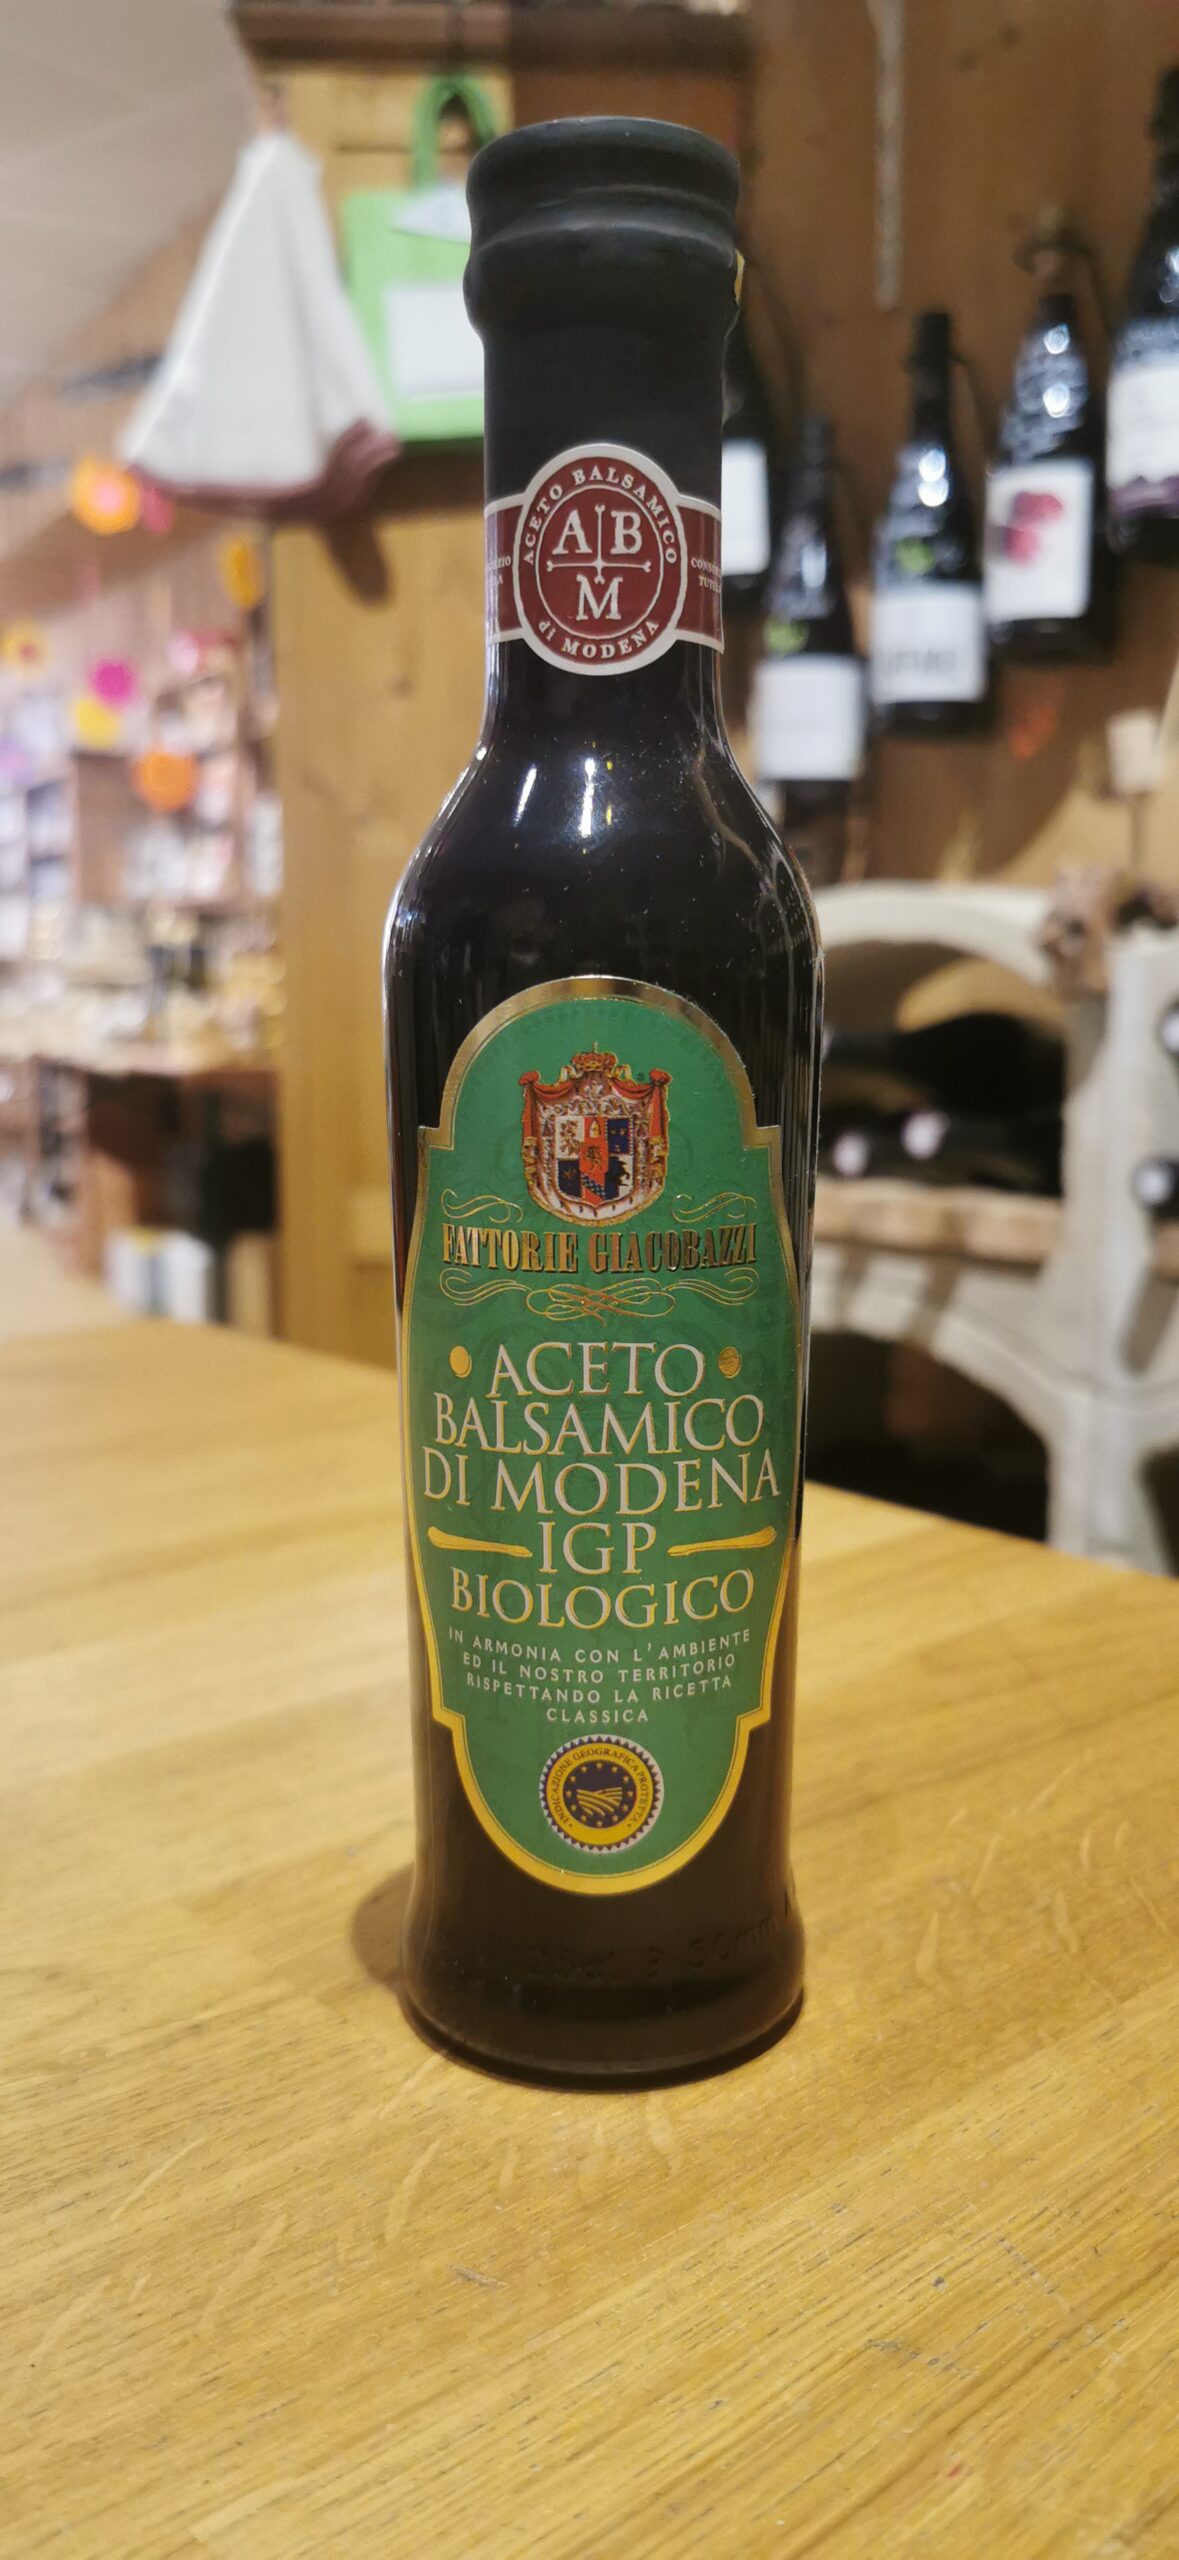 ACETO BALSAMICO
A B
M
di MODENA
FATTORIE GIACOBAZZI
ACETO
BALSAMICO
DI MODENA
IGP
BIOLOGICO
IN ARMONIA CON L'AMBIENTE
ED IL NOSTRO TERRITORIO
RISPETTANDO LA RICETTA
CLASSICA
INDICAZIONE GEOGRAFICA PROTETTA